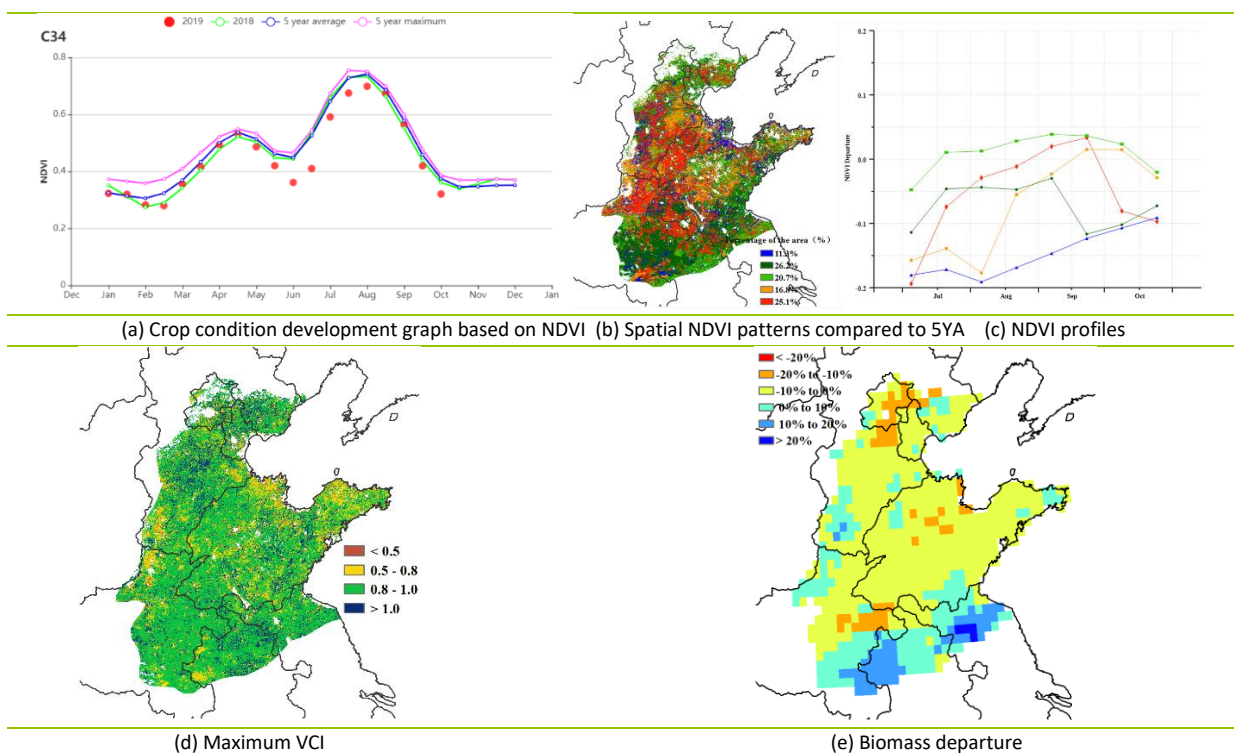 2019 2018 5 year average 5 year maximum
C34
0.8
0.6
0.4
0.2
0
NDVI
Dec Jan Feb Mar Apr May Jun Jul Aug Sep Oct Nov Dec Jan
Percentage of the area (%)
11.3%
26.2%
20.7%
16.8%
25.1%
0.2
0.1
0.0
-0.1
-0.2
NDVI Departure
Jul Aug Sep Oct
(a) Crop condition development graph based on NDVI (b) Spatial NDVI patterns compared to 5YA (c) NDVI profiles
< 0.5
0.5 - 0.8
0.8 - 1.0
> 1.0
< -20%
-20% to -10%
-10% to 0%
0% to 10%
10% to 20%
> 20%
(d) Maximum VCI (e) Biomass departure